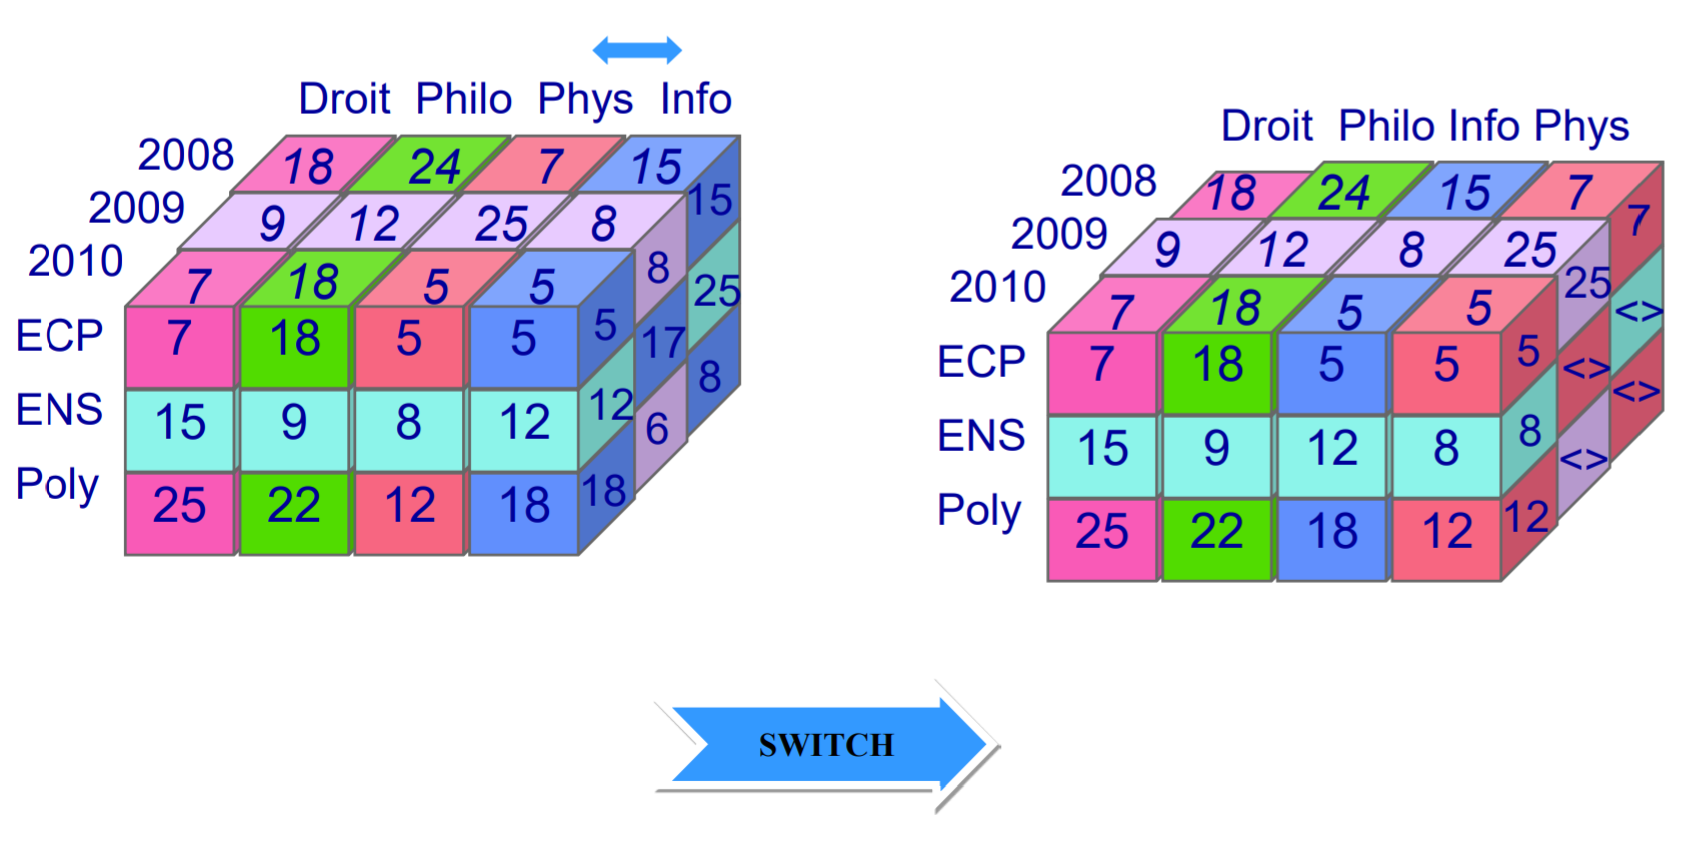 Droit Philo Phys Info
2008 18 24 7 15
15
2009 9 12 25 8
8 25
2010 7 18 5 5
ECP 7 18 5 5 5 17 8
ENS 15 9 8 12 12 6
Poly 25 22 12 18 18
Droit Philo Info Phys
2008 18 24 15 7
7
2009 9 12 8 25
25 <>
2010 7 18 5 5
ECP 7 18 5 5 5 <> <>
ENS 15 9 12 8 8 <>
Poly 25 22 18 12 12
SWITCH